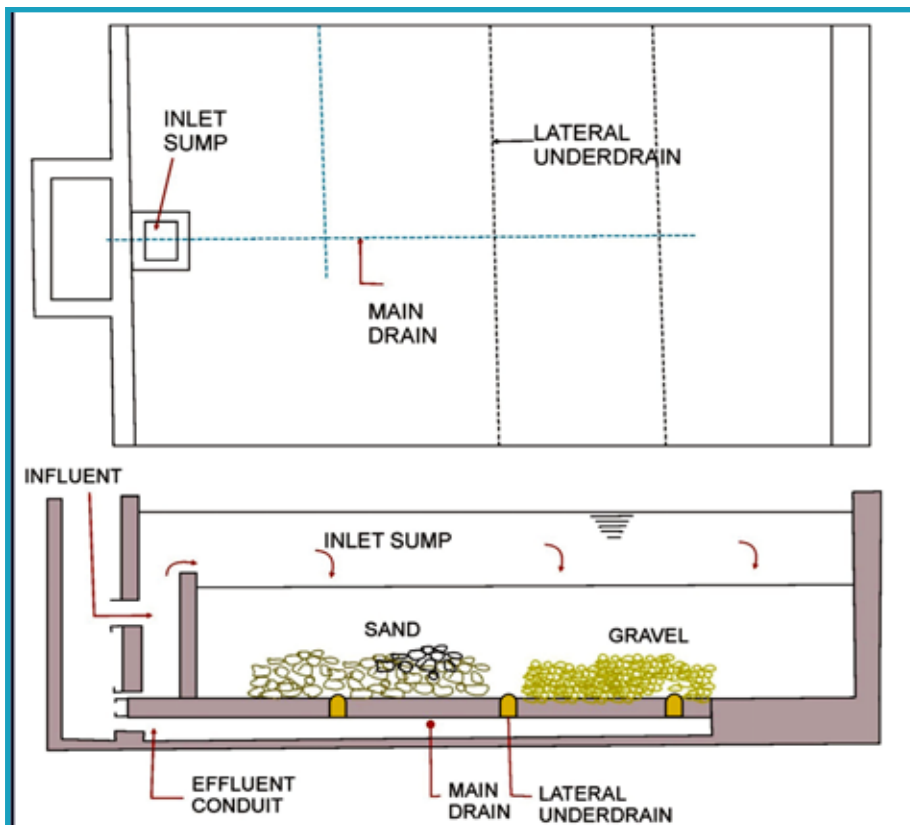 INLET
SUMP
LATERAL
UNDERDRAIN
MAIN
DRAIN
INFLUENT
INLET SUMP
SAND
GRAVEL
EFFLUENT
CONDUIT
MAIN
DRAIN
LATERAL
UNDERDRAIN